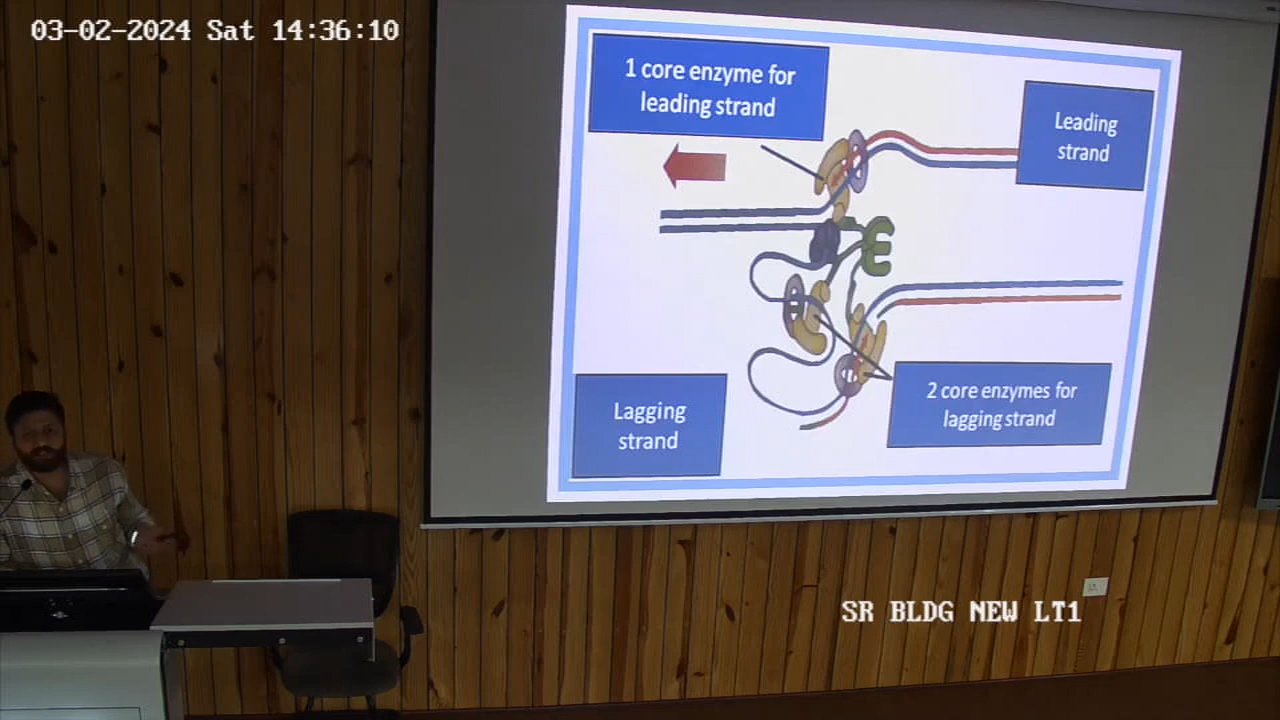 03-02-2024 Sat 14:36:10
1 core enzyme for
leading strand
Leading
strand
2 core enzymes for
lagging strand
Lagging
strand
SR BLDG NEW LT1